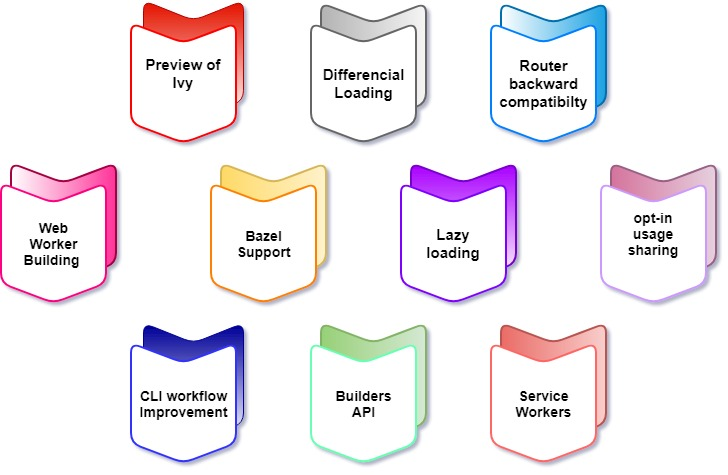 Preview of
Ivy
Differencial
Loading
Router
backward
compatibilty
Web
Worker
Building
Bazel
Support
Lazy
loading
opt-in
usage
sharing
CLI workflow
Improvement
Builders
API
Service
Workers